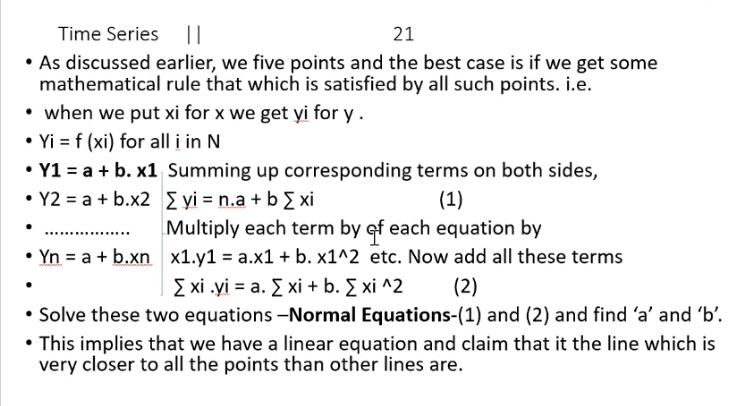 Time Series || 21
• As discussed earlier, we five points and the best case is if we get some
mathematical rule that which is satisfied by all such points. i.e.
• when we put xi for x we get yi for y .
• Yi = f (xi) for all i in N
• Y1 = a + b. x1 Summing up corresponding terms on both sides,
• Y2 = a + b.x2 ∑ yi = n.a + b ∑ xi (1)
• ................. Multiply each term by of each equation by
• Yn = a + b.xn x1.y1 = a.x1 + b. x1^2 etc. Now add all these terms
• ∑ xi .yi = a. ∑ xi + b. ∑ xi ^2 (2)
• Solve these two equations –Normal Equations-(1) and (2) and find ‘a’ and ‘b’.
• This implies that we have a linear equation and claim that it the line which is
very closer to all the points than other lines are.